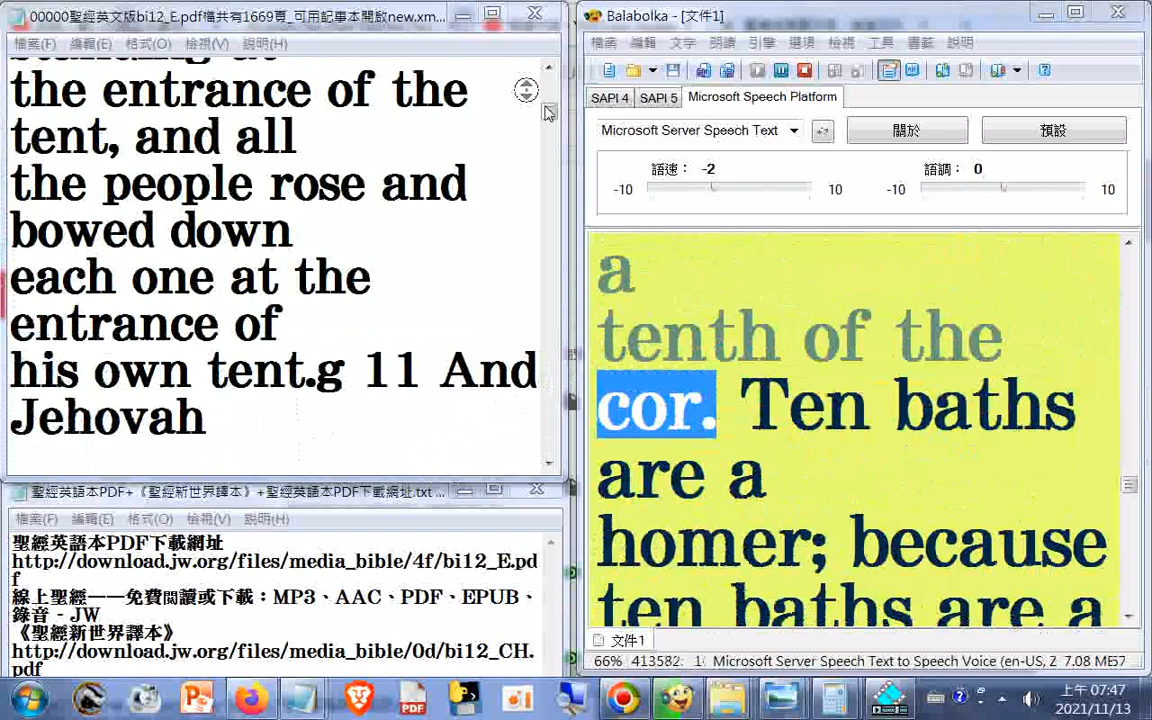 00000聖經英文版bi12_E.pdf檔共有1669頁_可用記事本開啟new.xm...
檔案(F) 編輯(E) 格式(O) 檢視(V) 說明(H)
standing at
the entrance of the
tent, and all
the people rose and
bowed down
each one at the
entrance of
his own tent.g 11 And
Jehovah
聖經英語本PDF+《聖經新世界譯本》+聖經英語本PDF下載網址.txt ...
檔案(F) 編輯(E) 格式(O) 檢視(V) 說明(H)
聖經英語本PDF下載網址
http://download.jw.org/files/media_bible/4f/bi12_E.pd
f
線上聖經——免費閱讀或下載：MP3、AAC、PDF、EPUB、
錄音 - JW
《聖經新世界譯本》
http://download.jw.org/files/media_bible/0d/bi12_CH.
pdf
Balabolka - [文件1]
檔案 編輯 文字 朗讀 引擎 選項 檢視 工具 書籤 說明
SAPI 4 SAPI 5 Microsoft Speech Platform
Microsoft Server Speech Text 關於 預設
語速： -2 語調： 0
-10 10 -10 10
a
tenth of the
cor. Ten baths
are a
homer; because
ten baths are a
文件1
66% 413582: Microsoft Server Speech Text to Speech Voice (en-US, Z 7.08 ME
上午 07:47
2021/11/13